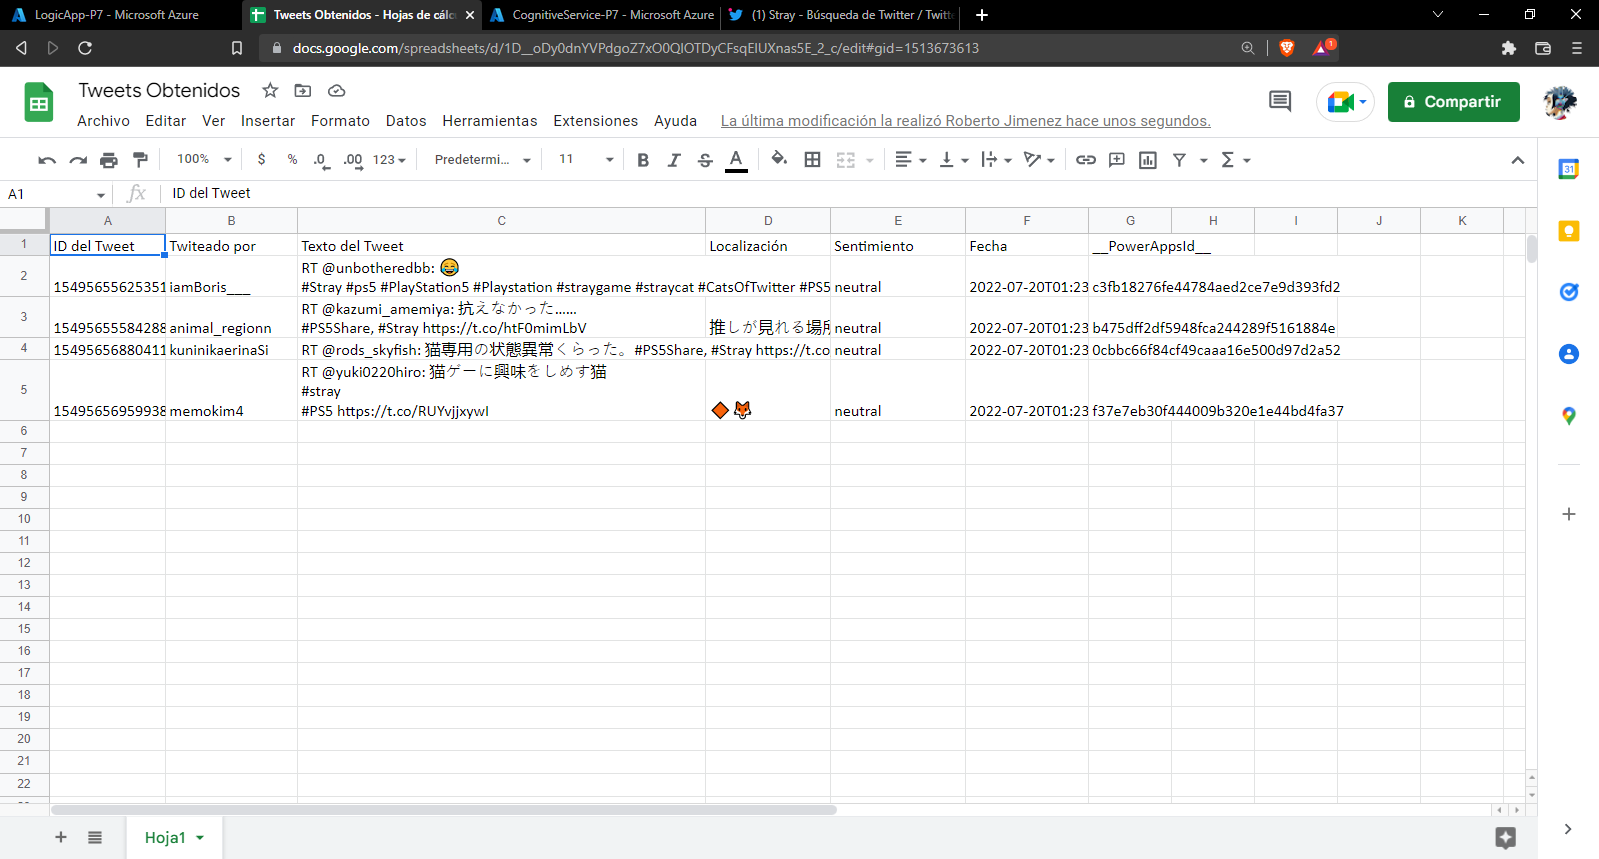 LogicApp-P7 - Microsoft Azure
Tweets Obtenidos - Hojas de cálc
CognitiveService-P7 - Microsoft Azure
(1) Stray - Búsqueda de Twitter / Twitt
docs.google.com/spreadsheets/d/1D__oDy0dnYVPdgoZ7xO0QlOTDyCFsqElUXnas5E_2_c/edit#gid=1513673613
1
Tweets Obtenidos
Compartir
Archivo Editar Ver Insertar Formato Datos Herramientas Extensiones Ayuda La última modificación la realizó Roberto Jimenez hace unos segundos.
100% $ % .0 .00 123 Predetermi... 11 B I S A Σ
31
A1 fx ID del Tweet
A B C D E F G H I J K
1 ID del Tweet Twiteado por Texto del Tweet Localización Sentimiento Fecha __PowerAppsId__
RT @unbotheredbb: 😂
2 15495655625351 iamBoris___ #Stray #ps5 #PlayStation5 #Playstation #straygame #straycat #CatsOfTwitter #PS5 neutral 2022-07-20T01:23 c3fb18276fe44784aed2ce7e9d393fd2
RT @kazumi_amemiya: 抗えなかった……
3 15495655584288 animal_regionn #PS5Share, #Stray https://t.co/htF0mimLbV 推しが見れる場所 neutral 2022-07-20T01:23 b475dff2df5948fca244289f5161884e
4 15495656880411 kuninikaerinaSi RT @rods_skyfish: 猫専用の状態異常くらった。#PS5Share, #Stray https://t.co neutral 2022-07-20T01:23 0cbbc66f84cf49caaa16e500d97d2a52
RT @yuki0220hiro: 猫ゲーに興味をしめす猫
#stray
5 15495656959938 memokim4 #PS5 https://t.co/RUYvjjxywI 🔶🦊 neutral 2022-07-20T01:23 f37e7eb30f444009b320e1e44bd4fa37
6
7
8
9
10
11
12
13
14
15
16
17
18
19
20
21
22
Hoja1